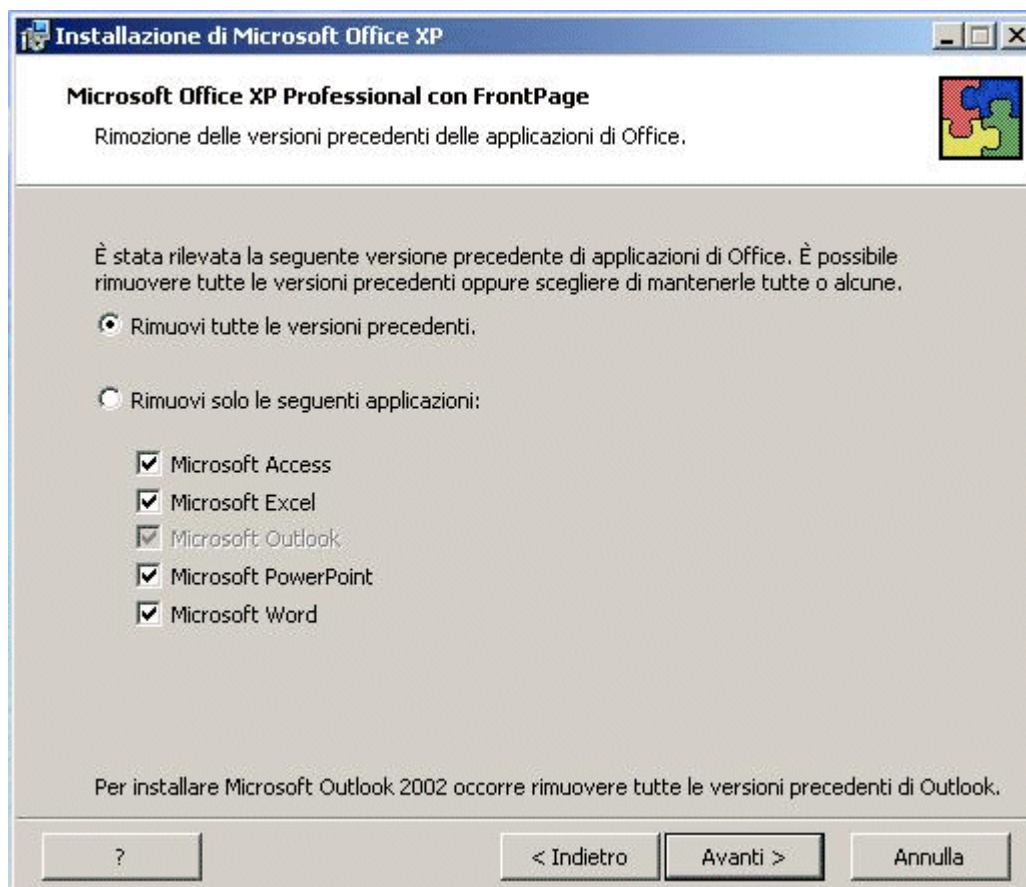 Installazione di Microsoft Office XP
Microsoft Office XP Professional con FrontPage
Rimozione delle versioni precedenti delle applicazioni di Office.
È stata rilevata la seguente versione precedente di applicazioni di Office. È possibile
rimuovere tutte le versioni precedenti oppure scegliere di mantenerle tutte o alcune.
Rimuovi tutte le versioni precedenti.
Rimuovi solo le seguenti applicazioni:
Microsoft Access
Microsoft Excel
Microsoft Outlook
Microsoft PowerPoint
Microsoft Word
Per installare Microsoft Outlook 2002 occorre rimuovere tutte le versioni precedenti di Outlook.
? < Indietro Avanti > Annulla